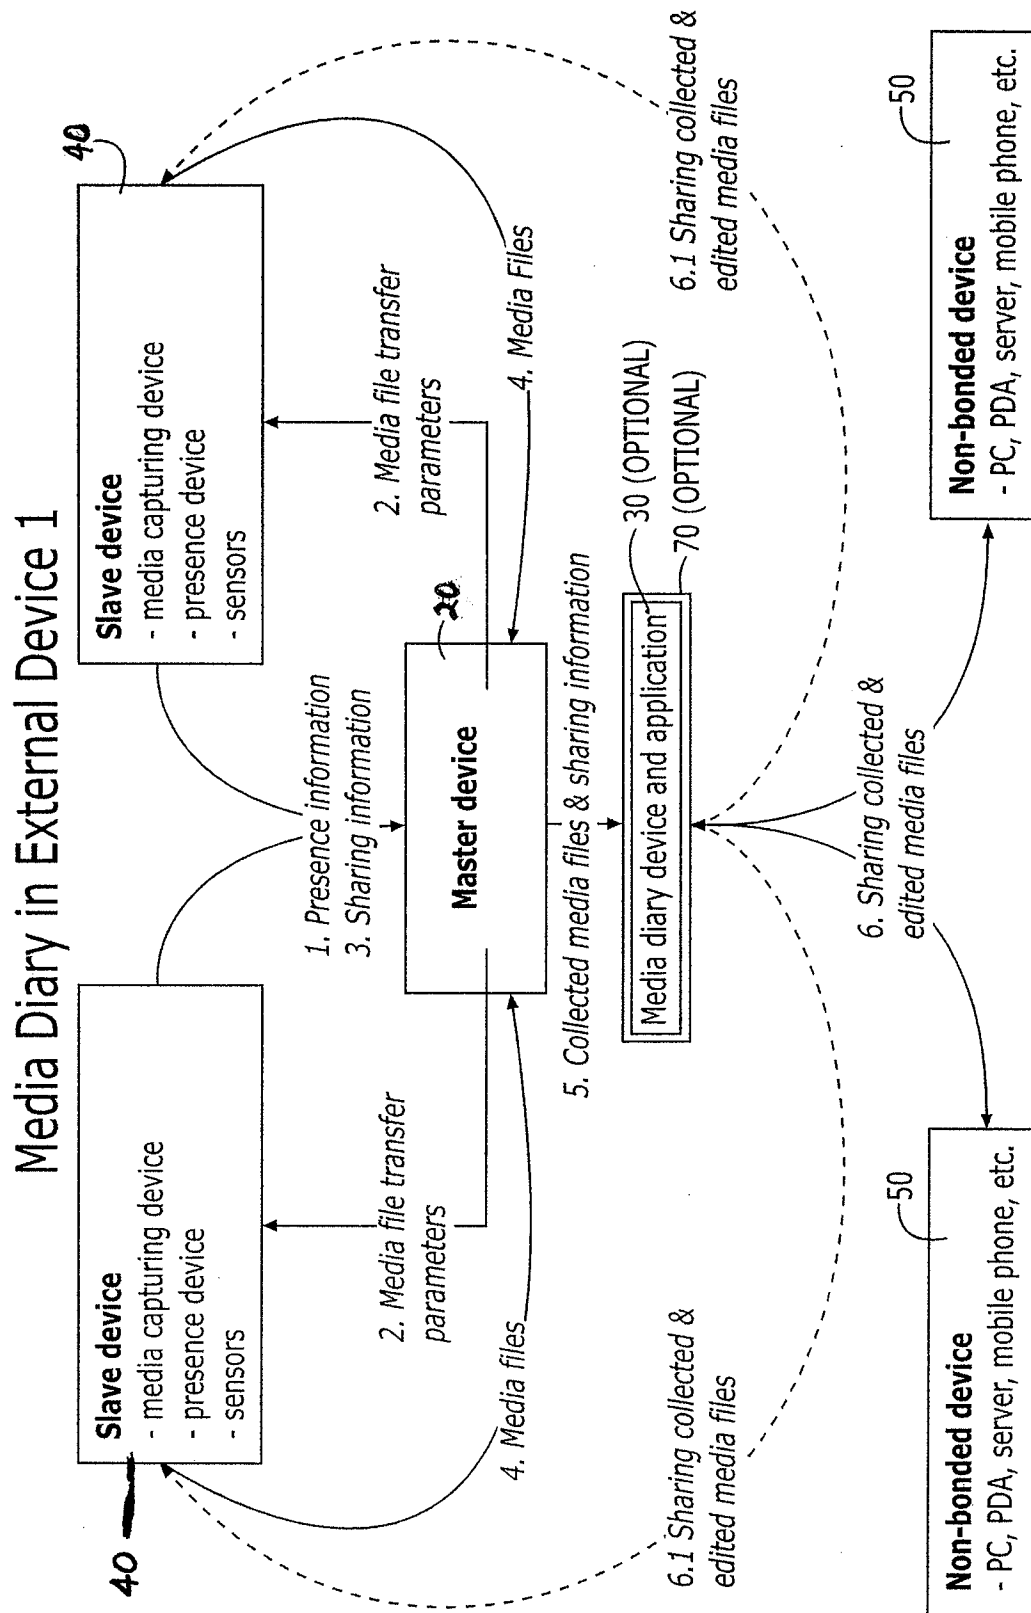 Media Diary in External Device 1
40
Slave device
- media capturing device
- presence device
- sensors
40
Slave device
- media capturing device
- presence device
- sensors
1. Presence information
3. Sharing information
2. Media file transfer
parameters
2. Media file transfer
parameters
4. Media files
4. Media Files
20
Master device
5. Collected media files & sharing information
Media diary device and application
30 (OPTIONAL)
70 (OPTIONAL)
6.1 Sharing collected &
edited media files
6.1 Sharing collected &
edited media files
6. Sharing collected &
edited media files
50
Non-bonded device
- PC, PDA, server, mobile phone, etc.
50
Non-bonded device
- PC, PDA, server, mobile phone, etc.